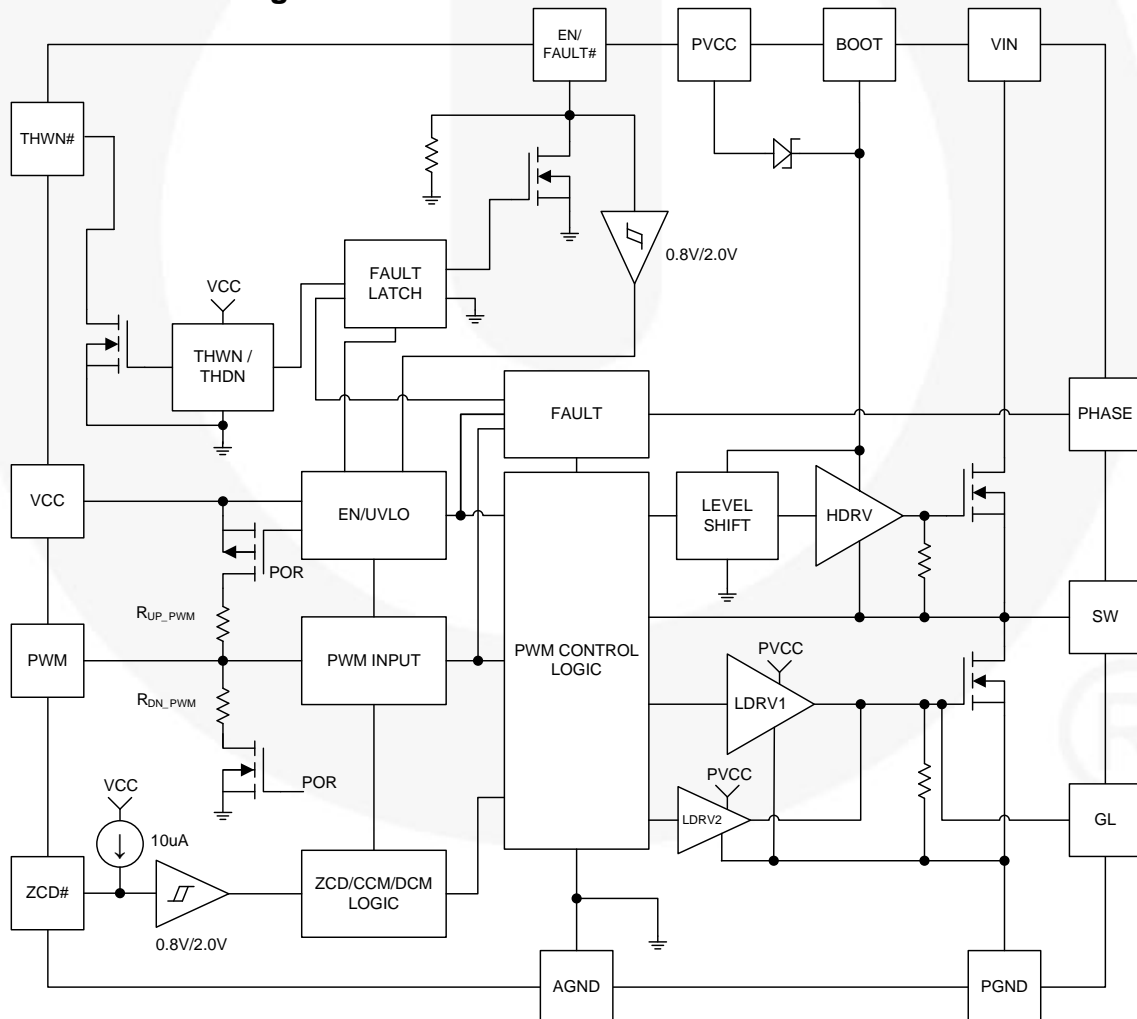 EN/
FAULT#
PVCC
BOOT
VIN
THWN#
0.8V/2.0V
FAULT
LATCH
VCC
THWN /
THDN
FAULT
PHASE
VCC
EN/UVLO
LEVEL
SHIFT
HDRV
POR
RUP_PWM
SW
PWM
PWM INPUT
PWM CONTROL
LOGIC
PVCC
LDRV1
RDN_PWM
POR
VCC
PVCC
LDRV2
GL
10uA
ZCD#
ZCD/CCM/DCM
LOGIC
0.8V/2.0V
AGND
PGND
R